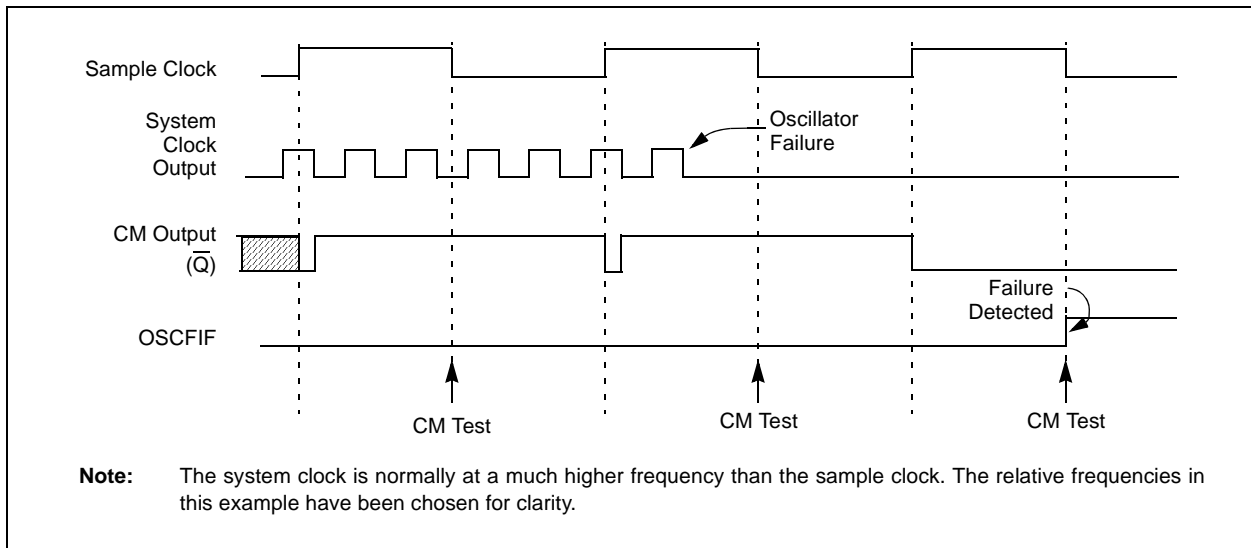 Sample Clock
System
Clock
Output
Oscillator
Failure
CM Output
(Q̅)
Failure
Detected
OSCFIF
CM Test
CM Test
CM Test
Note: The system clock is normally at a much higher frequency than the sample clock. The relative frequencies in
this example have been chosen for clarity.